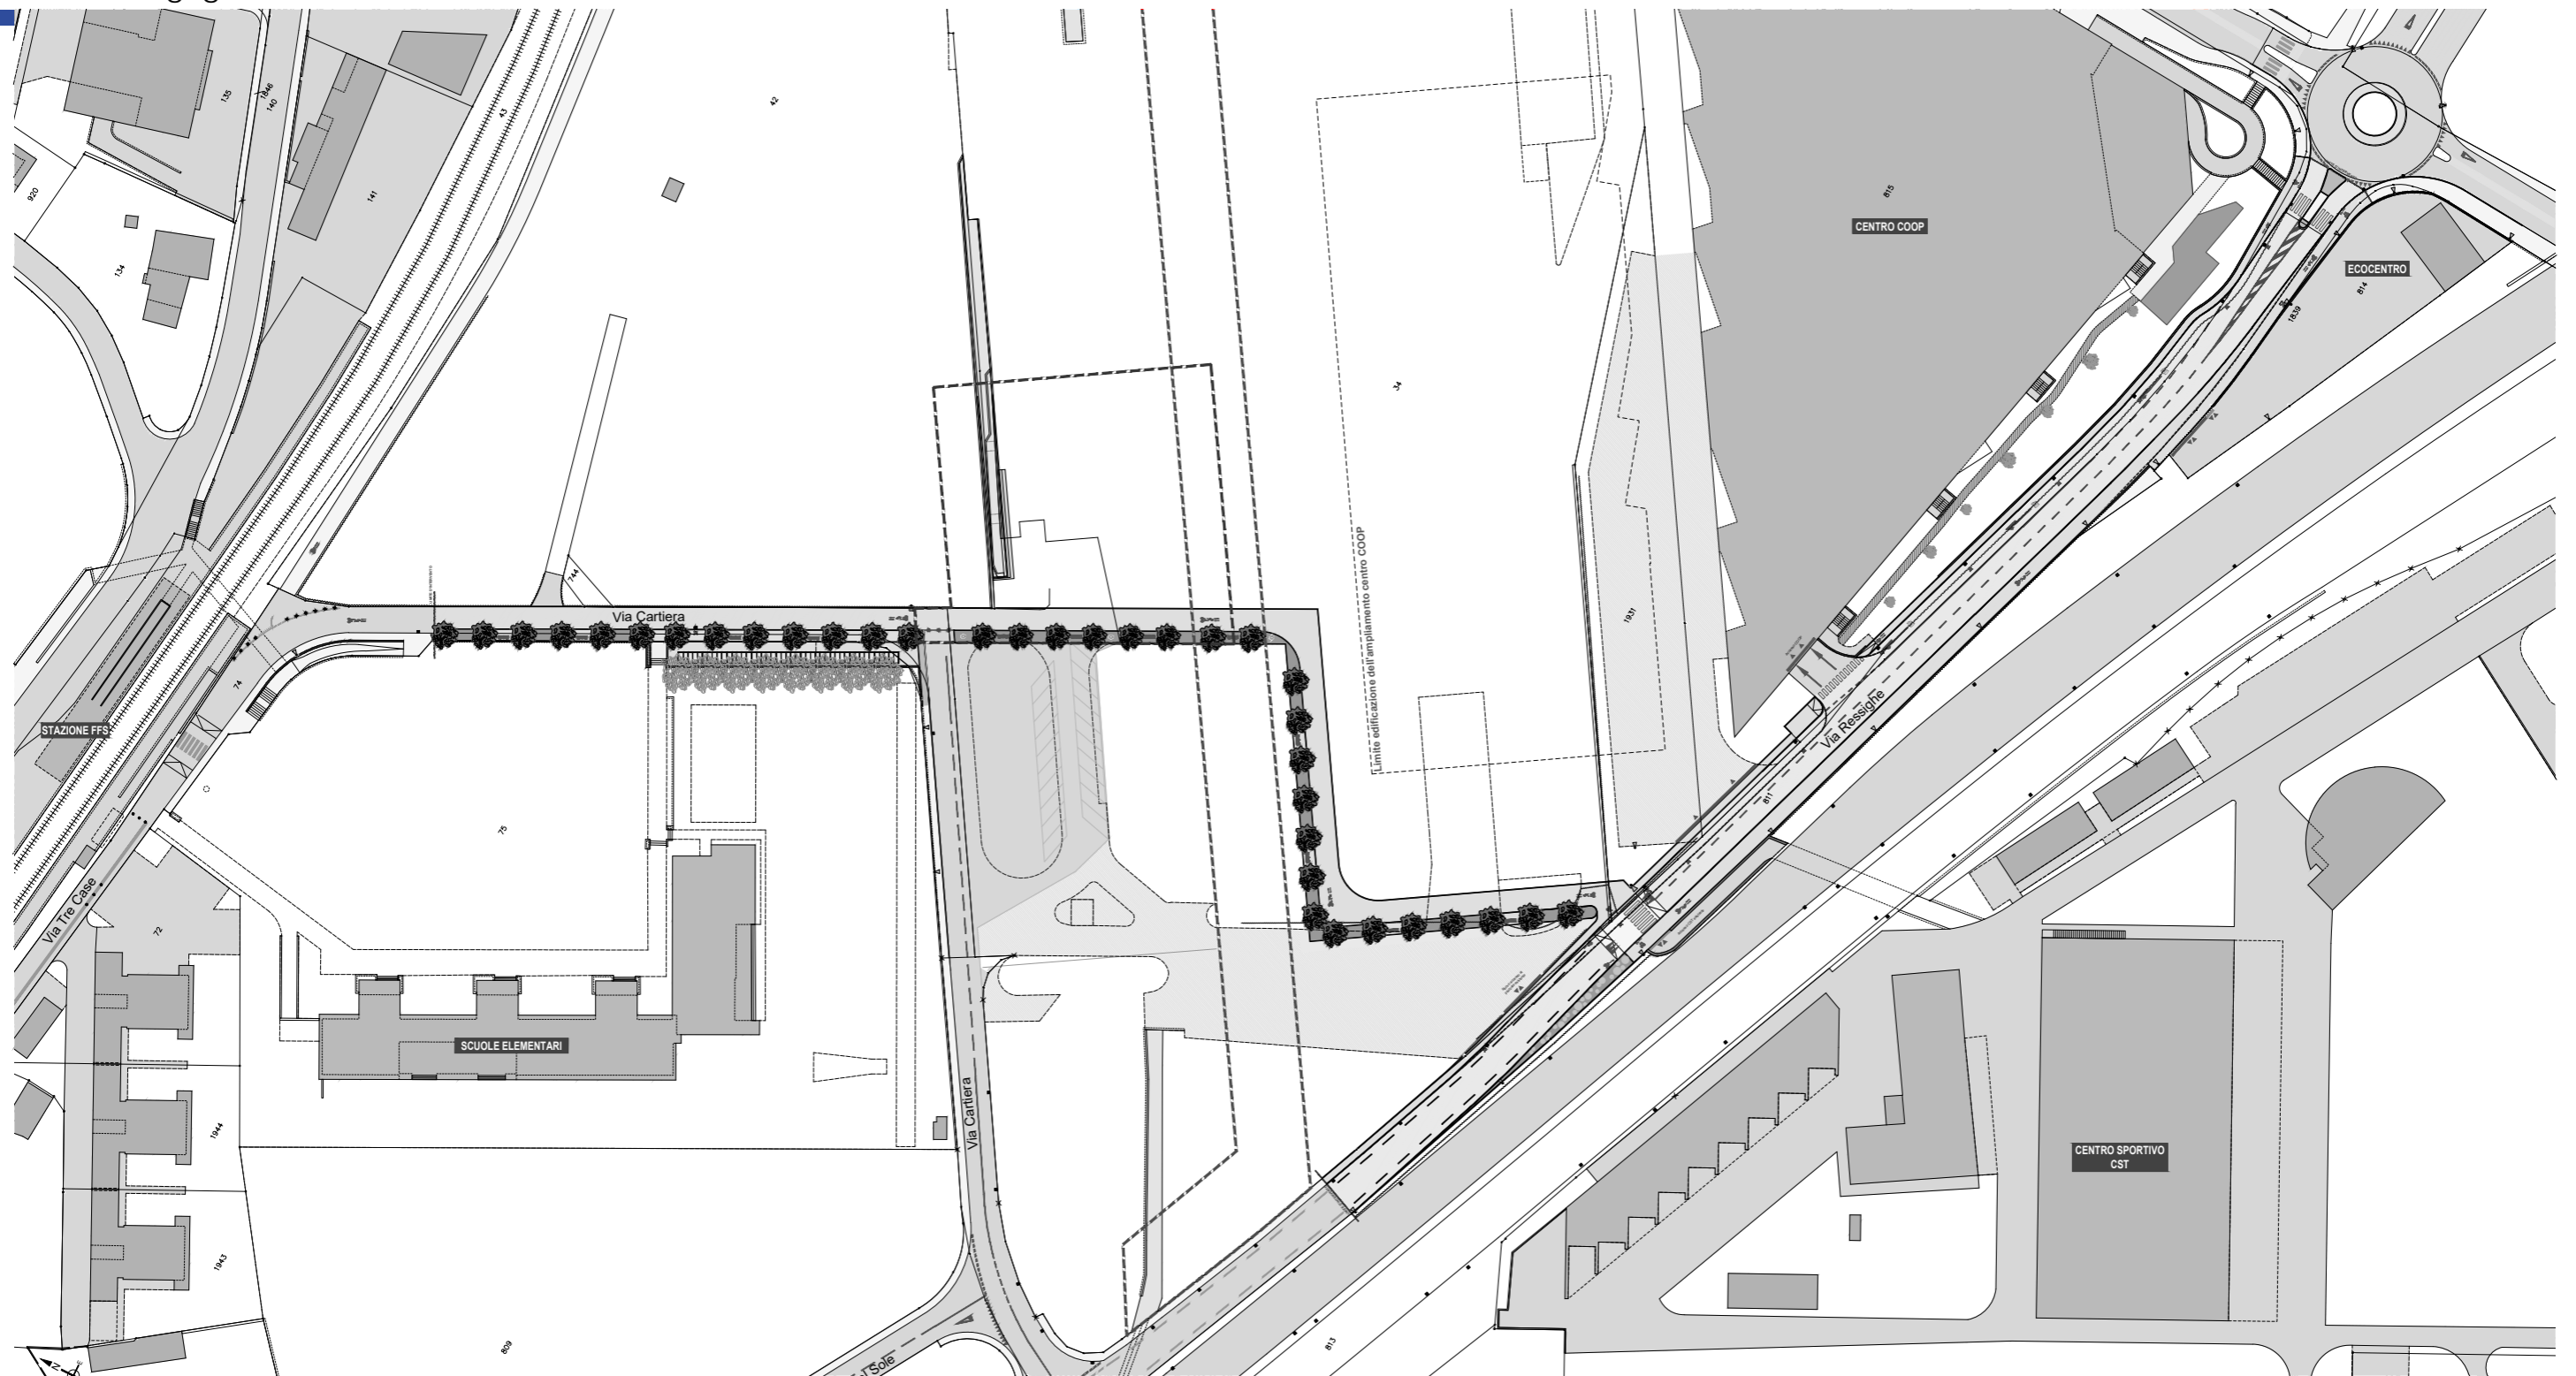 135
1846
140
43
42
920
141
134
815
CENTRO COOP
ECOCENTRO
814
1839
34
744
Via Cartiera
Limite edificazione dell'ampliamento centro COOP
1931
74
STAZIONE FFS
Via Ressighe
811
75
Via Tre Case
72
SCUOLE ELEMENTARI
Via Cartiera
1944
CENTRO SPORTIVO
CST
1943
809
813
Sole
N